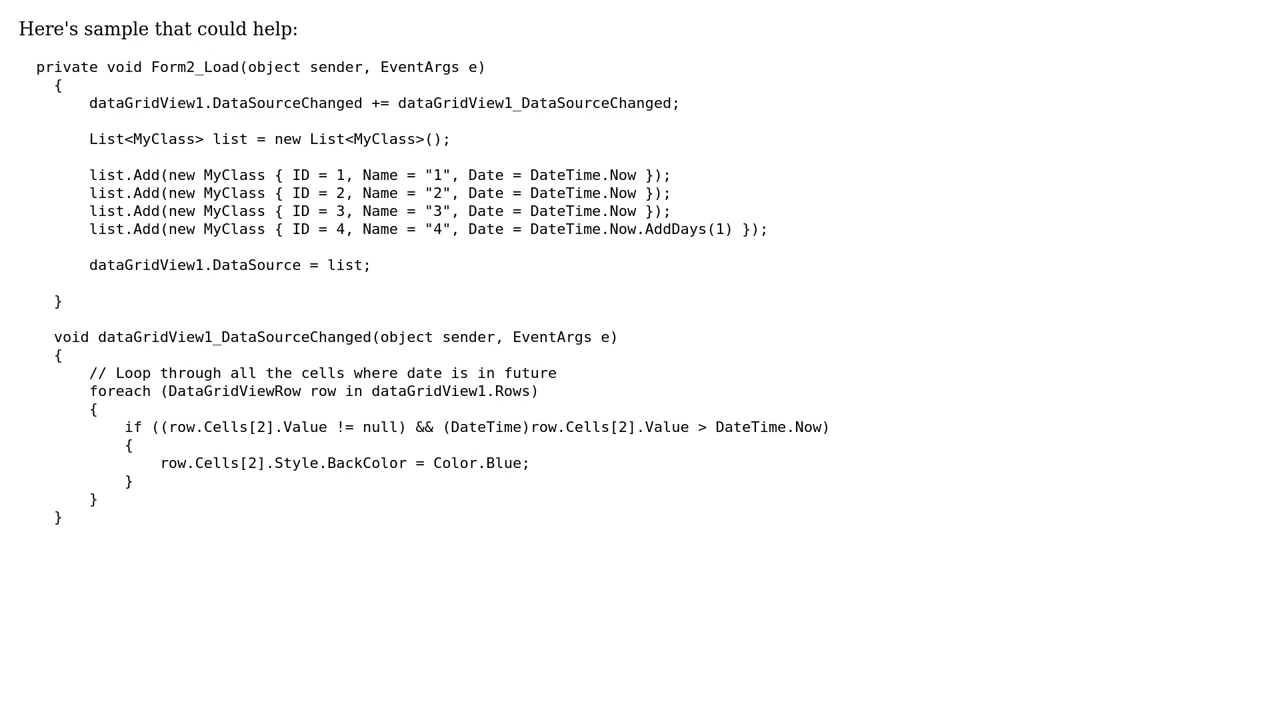 Here's sample that could help:
private void Form2_Load(object sender, EventArgs e)
{
dataGridView1.DataSourceChanged += dataGridView1_DataSourceChanged;
List<MyClass> list = new List<MyClass>();
list.Add(new MyClass { ID = 1, Name = "1", Date = DateTime.Now });
list.Add(new MyClass { ID = 2, Name = "2", Date = DateTime.Now });
list.Add(new MyClass { ID = 3, Name = "3", Date = DateTime.Now });
list.Add(new MyClass { ID = 4, Name = "4", Date = DateTime.Now.AddDays(1) });
dataGridView1.DataSource = list;
}
void dataGridView1_DataSourceChanged(object sender, EventArgs e)
{
// Loop through all the cells where date is in future
foreach (DataGridViewRow row in dataGridView1.Rows)
{
if ((row.Cells[2].Value != null) && (DateTime)row.Cells[2].Value > DateTime.Now)
{
row.Cells[2].Style.BackColor = Color.Blue;
}
}
}